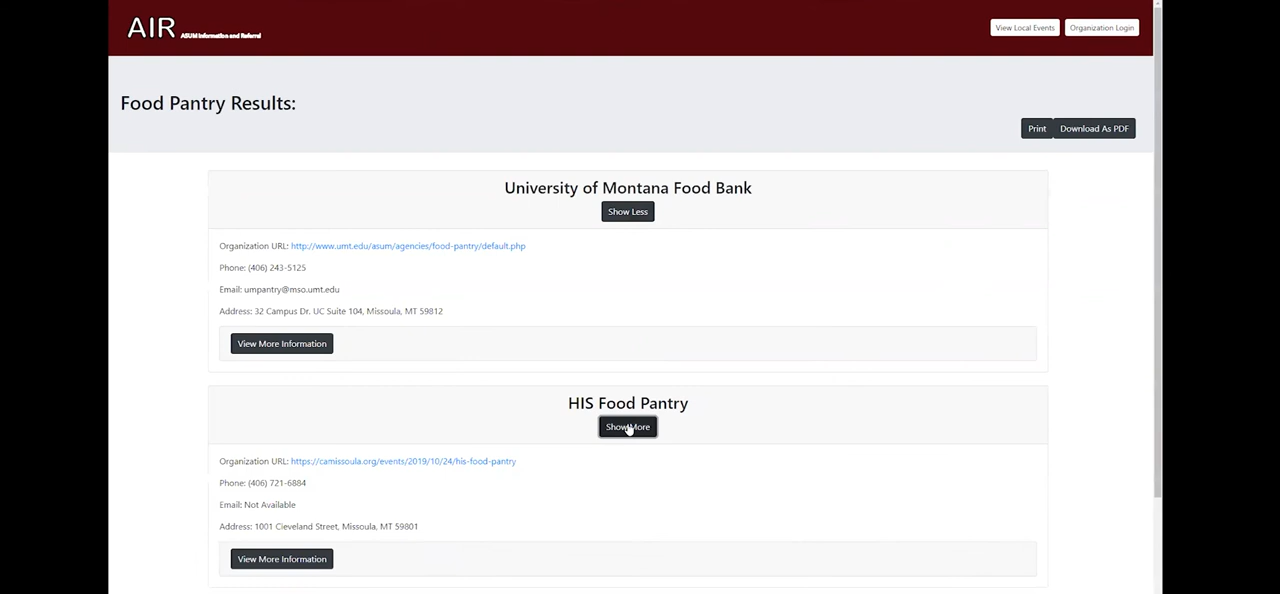 AIR ASUM Information and Referral
View Local Events
Organization Login
Food Pantry Results:
Print
Download As PDF
University of Montana Food Bank
Show Less
Organization URL: http://www.umt.edu/asum/agencies/food-pantry/default.php
Phone: (406) 243-5125
Email: umpantry@mso.umt.edu
Address: 32 Campus Dr. UC Suite 104, Missoula, MT 59812
View More Information
HIS Food Pantry
Show More
Organization URL: https://camissoula.org/events/2019/10/24/his-food-pantry
Phone: (406) 721-6884
Email: Not Available
Address: 1001 Cleveland Street, Missoula, MT 59801
View More Information